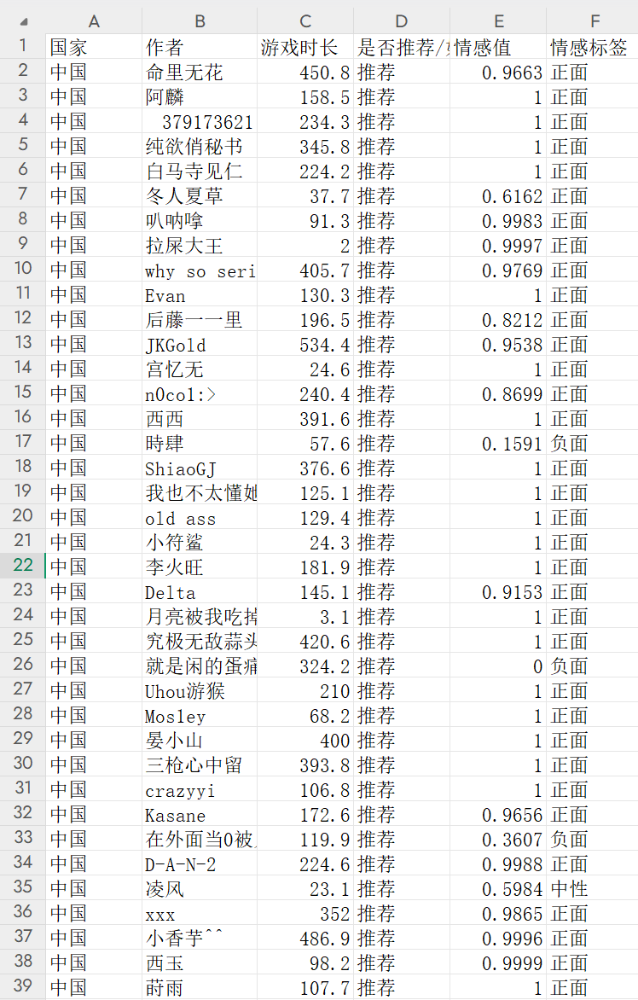 A B C D E F
1 国家 作者 游戏时长 是否推荐/ 情感值 情感标签
2 中国 命里无花 450.8 推荐 0.9663 正面
3 中国 阿麟 158.5 推荐 1 正面
4 中国 379173621 234.3 推荐 1 正面
5 中国 纯欲俏秘书 345.8 推荐 1 正面
6 中国 白马寺见仁 224.2 推荐 1 正面
7 中国 冬人夏草 37.7 推荐 0.6162 正面
8 中国 叭呐嗱 91.3 推荐 0.9983 正面
9 中国 拉屎大王 2 推荐 0.9997 正面
10 中国 why so seri 405.7 推荐 0.9769 正面
11 中国 Evan 130.3 推荐 1 正面
12 中国 后藤一一里 196.5 推荐 0.8212 正面
13 中国 JKGold 534.4 推荐 0.9538 正面
14 中国 宫忆无 24.6 推荐 1 正面
15 中国 n0col:> 240.4 推荐 0.8699 正面
16 中国 西西 391.6 推荐 1 正面
17 中国 時肆 57.6 推荐 0.1591 负面
18 中国 ShiaoGJ 376.6 推荐 1 正面
19 中国 我也不太懂她 125.1 推荐 1 正面
20 中国 old ass 129.4 推荐 1 正面
21 中国 小符鲨 24.3 推荐 1 正面
22 中国 李火旺 181.9 推荐 1 正面
23 中国 Delta 145.1 推荐 0.9153 正面
24 中国 月亮被我吃掉 3.1 推荐 1 正面
25 中国 究极无敌蒜头 420.6 推荐 1 正面
26 中国 就是闲的蛋痛 324.2 推荐 0 负面
27 中国 Uhou游猴 210 推荐 1 正面
28 中国 Mosley 68.2 推荐 1 正面
29 中国 晏小山 400 推荐 1 正面
30 中国 三枪心中留 393.8 推荐 1 正面
31 中国 crazyyi 106.8 推荐 1 正面
32 中国 Kasane 172.6 推荐 0.9656 正面
33 中国 在外面当0被 119.9 推荐 0.3607 负面
34 中国 D-A-N-2 224.6 推荐 0.9988 正面
35 中国 凌风 23.1 推荐 0.5984 中性
36 中国 xxx 352 推荐 0.9865 正面
37 中国 小香芋^^ 486.9 推荐 0.9996 正面
38 中国 西玉 98.2 推荐 0.9999 正面
39 中国 莳雨 107.7 推荐 1 正面